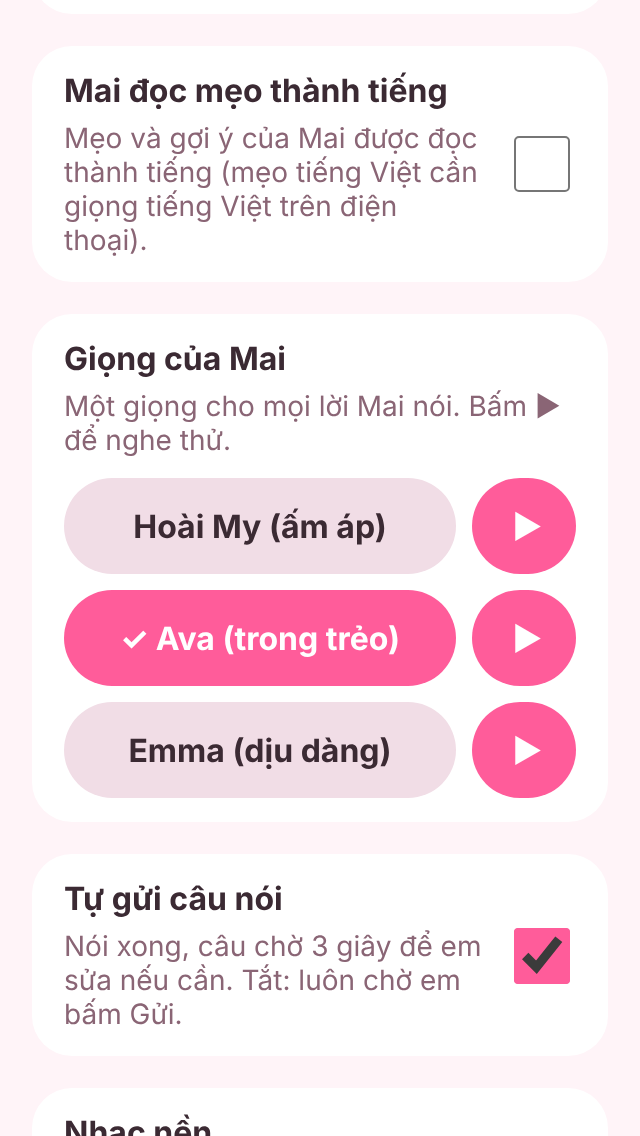 Mai đọc mẹo thành tiếng
Mẹo và gợi ý của Mai được đọc
thành tiếng (mẹo tiếng Việt cần
giọng tiếng Việt trên điện
thoại).
Giọng của Mai
Một giọng cho mọi lời Mai nói. Bấm ▶
để nghe thử.
Hoài My (ấm áp)
✓ Ava (trong trẻo)
Emma (dịu dàng)
Tự gửi câu nói
Nói xong, câu chờ 3 giây để em
sửa nếu cần. Tắt: luôn chờ em
bấm Gửi.
Nhạc nền